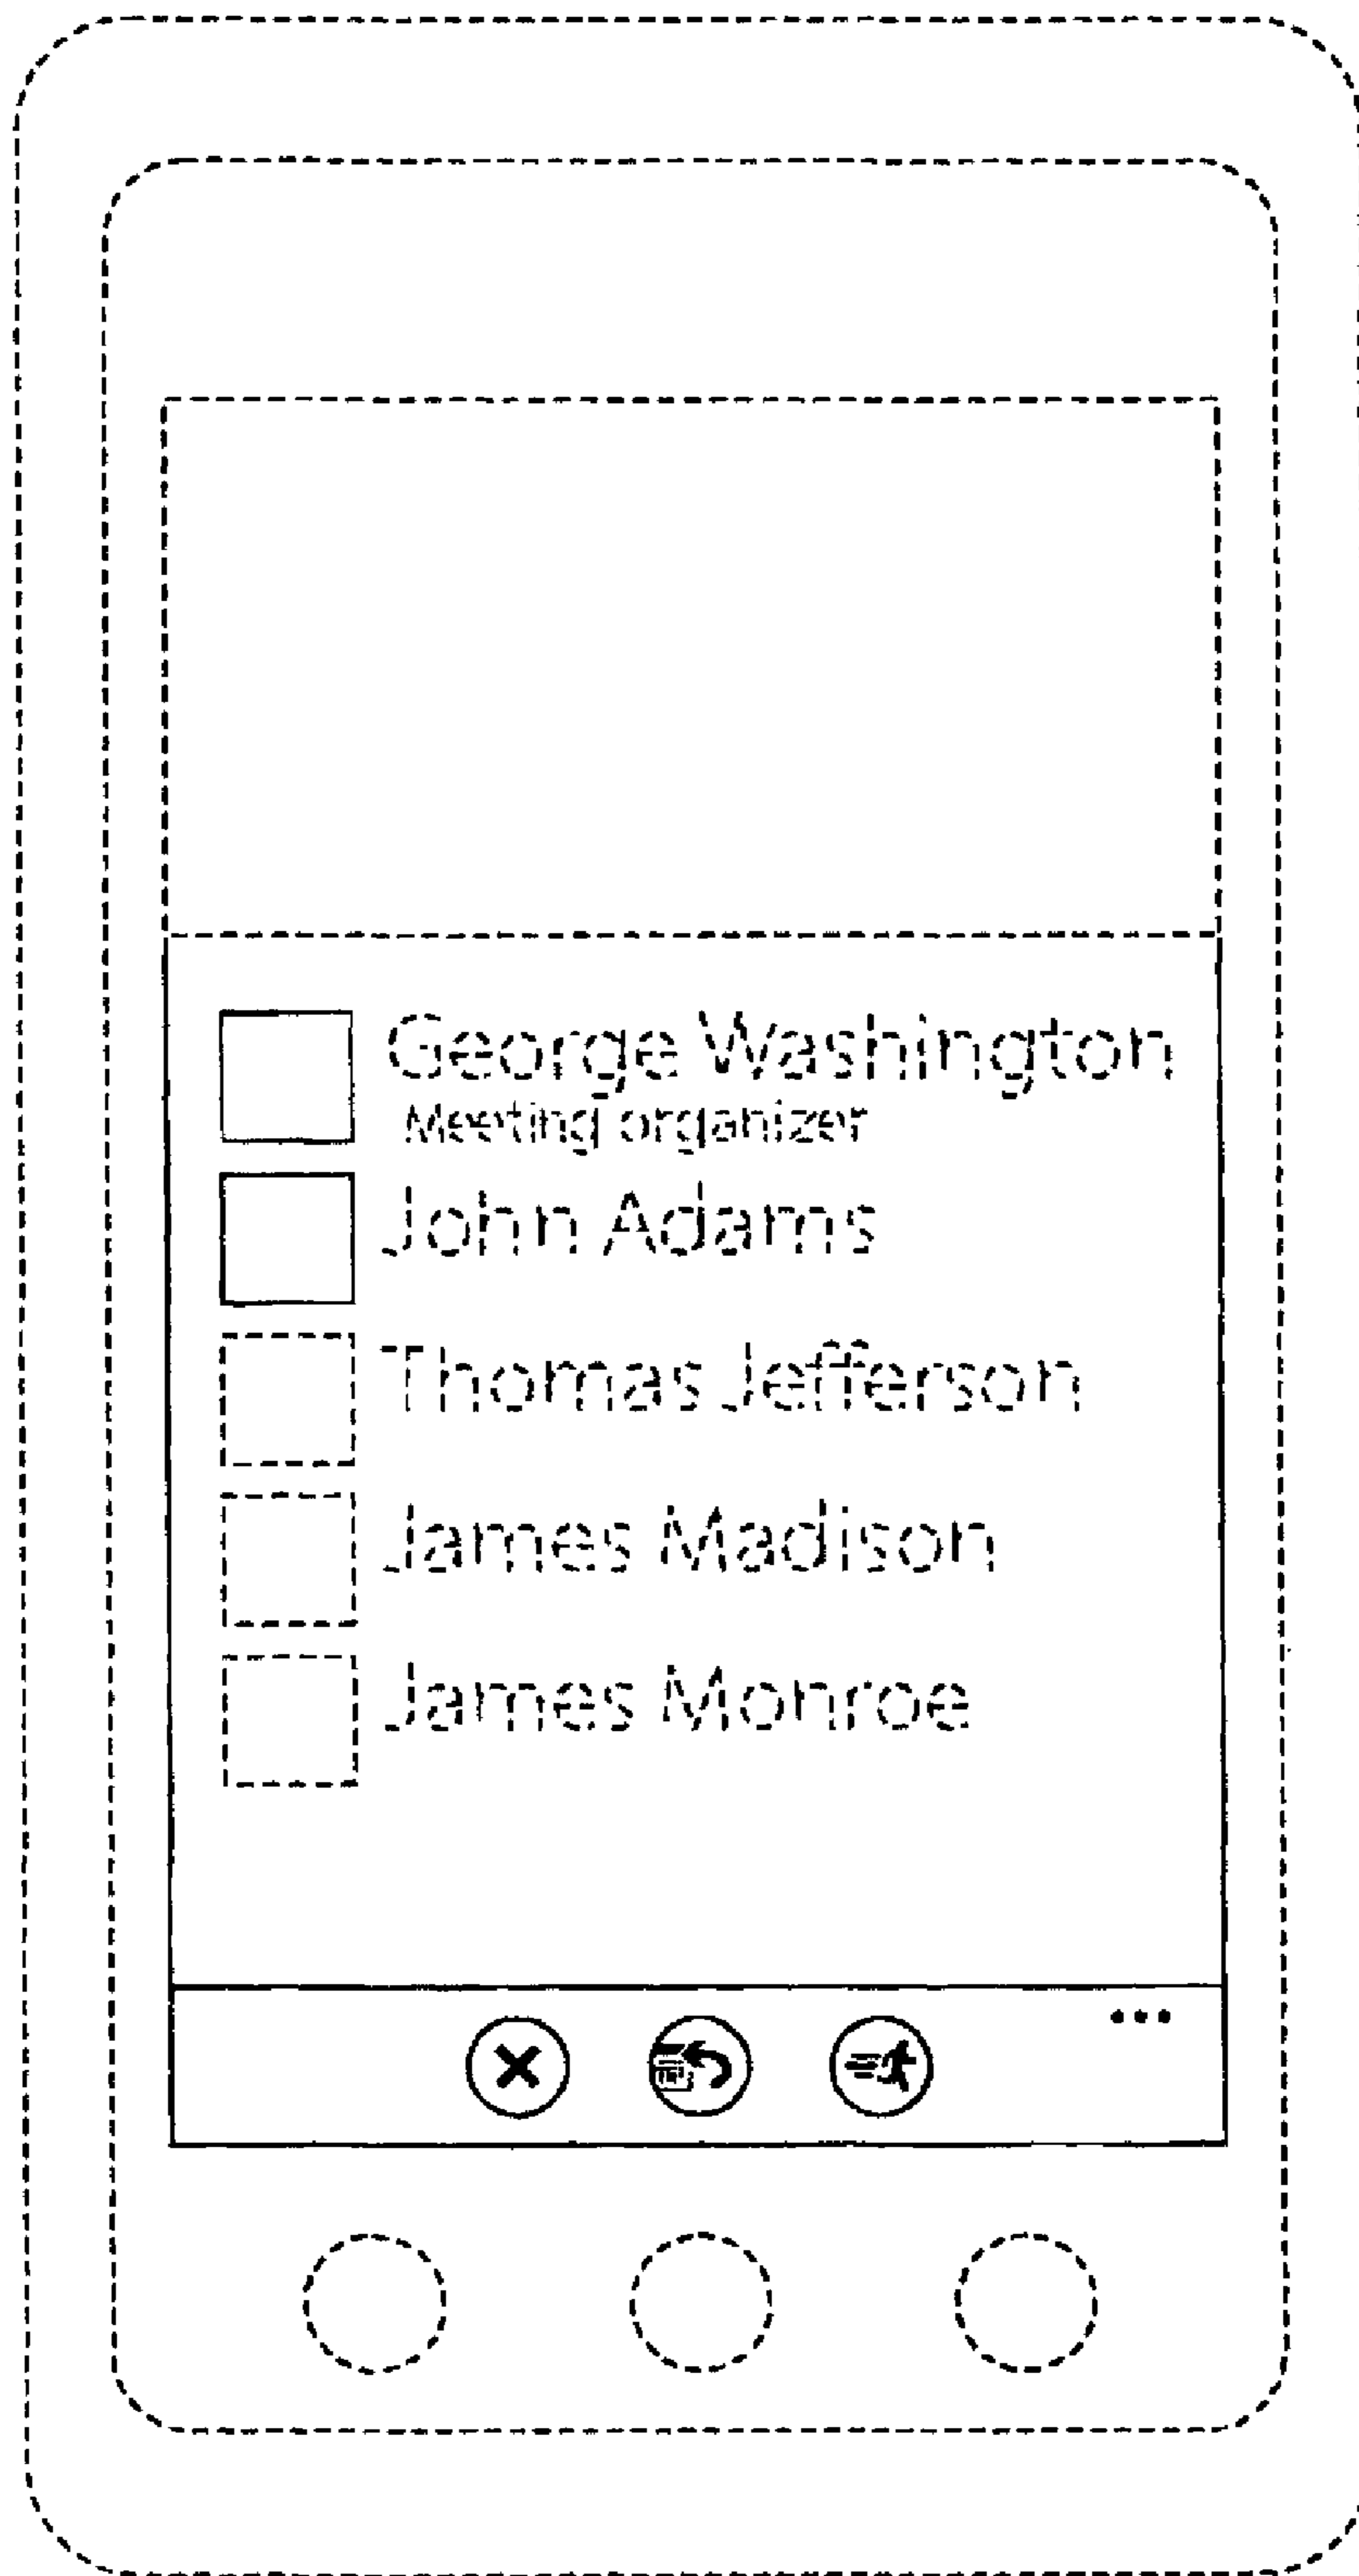 George Washington
Meeting organizer
John Adams
Thomas Jefferson
James Madison
James Monroe